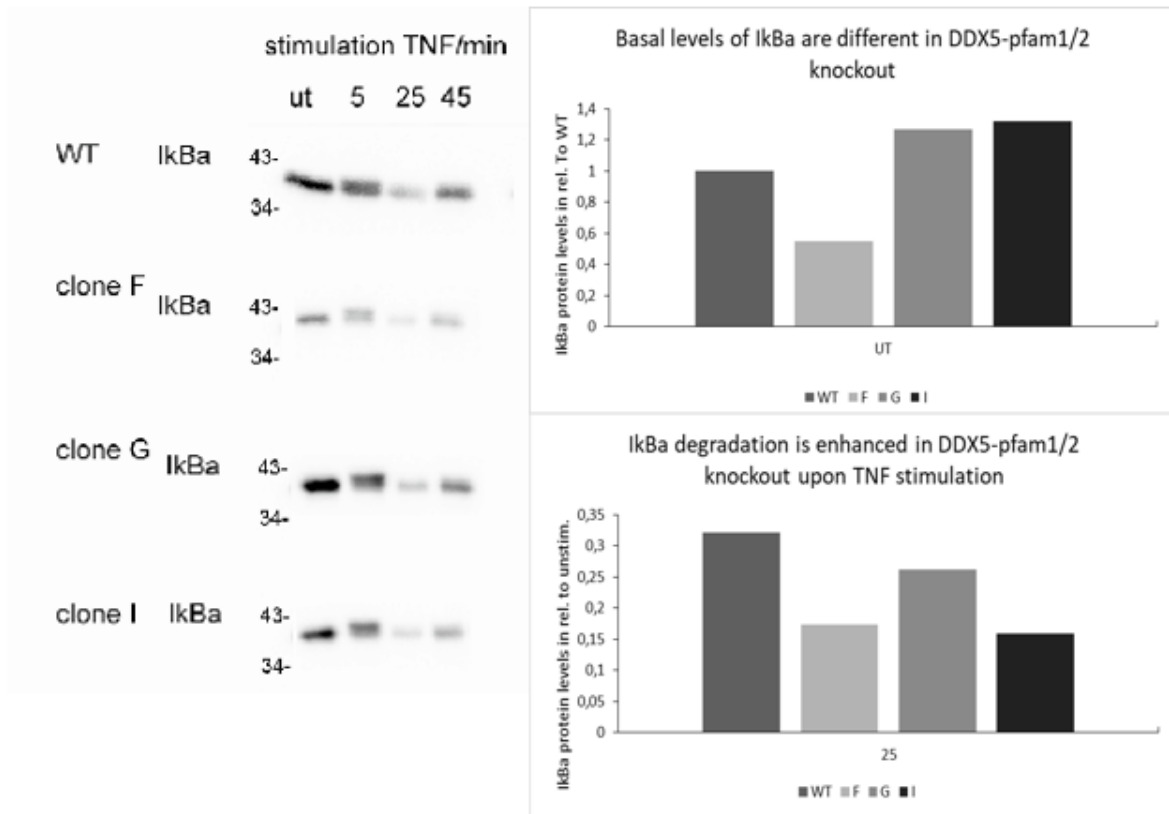 stimulation TNF/min
ut 5 25 45
WT IkBa 43-
34-
clone F IkBa 43-
34-
clone G IkBa 43-
34-
clone I IkBa 43-
34-
Basal levels of IkBa are different in DDX5-pfam1/2
knockout
IkBa protein levels in rel. To WT
1,4
1,2
1
0,8
0,6
0,4
0,2
0
UT
WT F G I
IkBa degradation is enhanced in DDX5-pfam1/2
knockout upon TNF stimulation
IkBa protein levels in rel. to unstim.
0,35
0,3
0,25
0,2
0,15
0,1
0,05
0
25
WT F G I